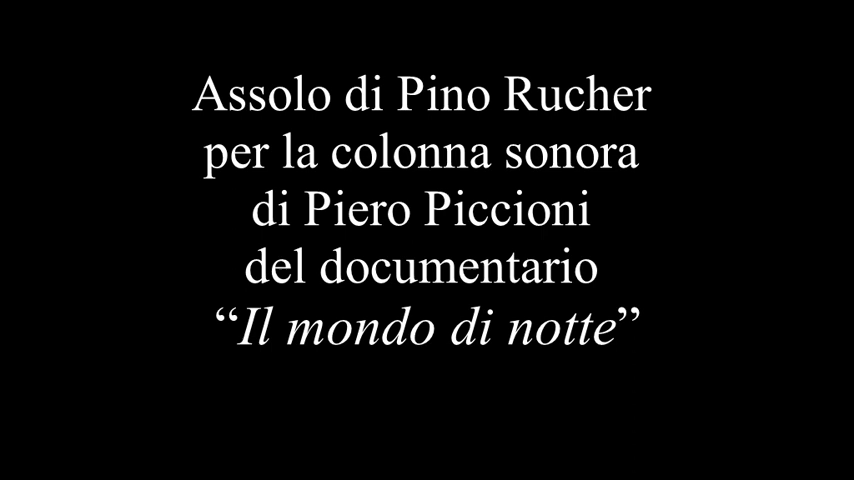 Assolo di Pino Rucher
per la colonna sonora
di Piero Piccioni
del documentario
“Il mondo di notte”